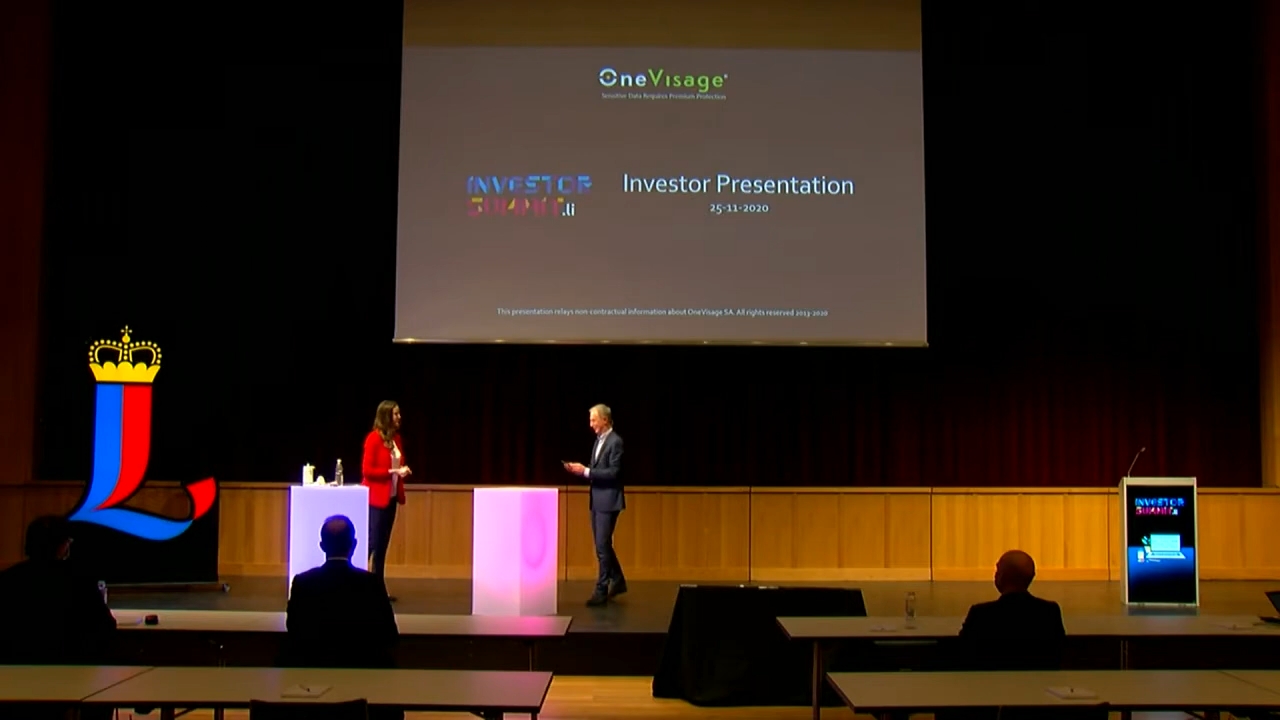 OneVisage
Sensitive Data Requires Premium Protection
INVESTOR
SUMMIT.li
Investor Presentation
25-11-2020
This presentation relays non-contractual information about OneVisage SA. All rights reserved 2013-2020
INVESTOR
SUMMIT.li